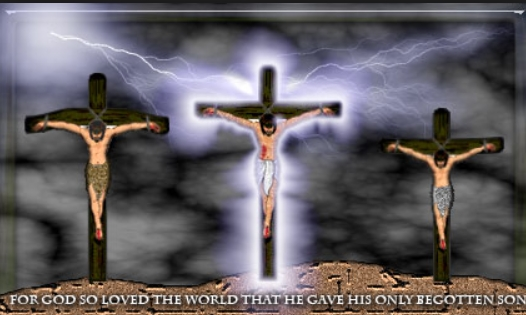 FOR GOD SO LOVED THE WORLD THAT HE GAVE HIS ONLY BEGOTTEN SON